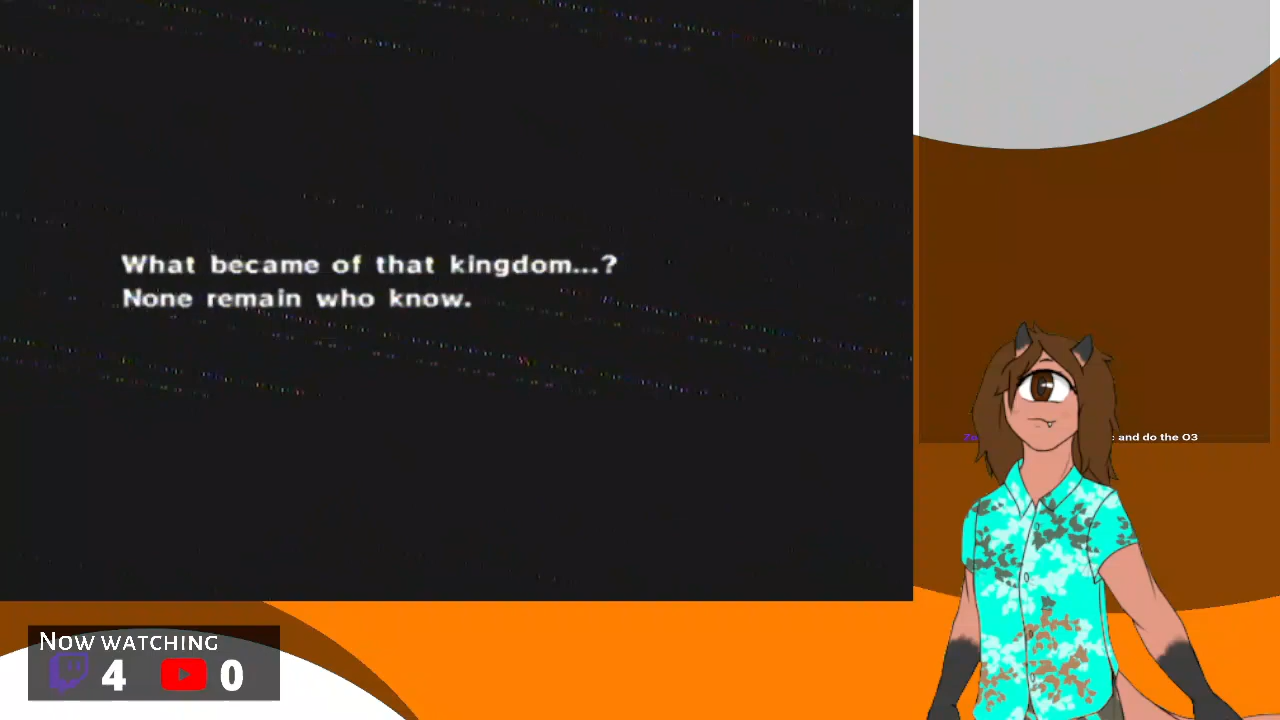 What became of that kingdom...?
None remain who know.
: and do the O3
NOW WATCHING
4 0